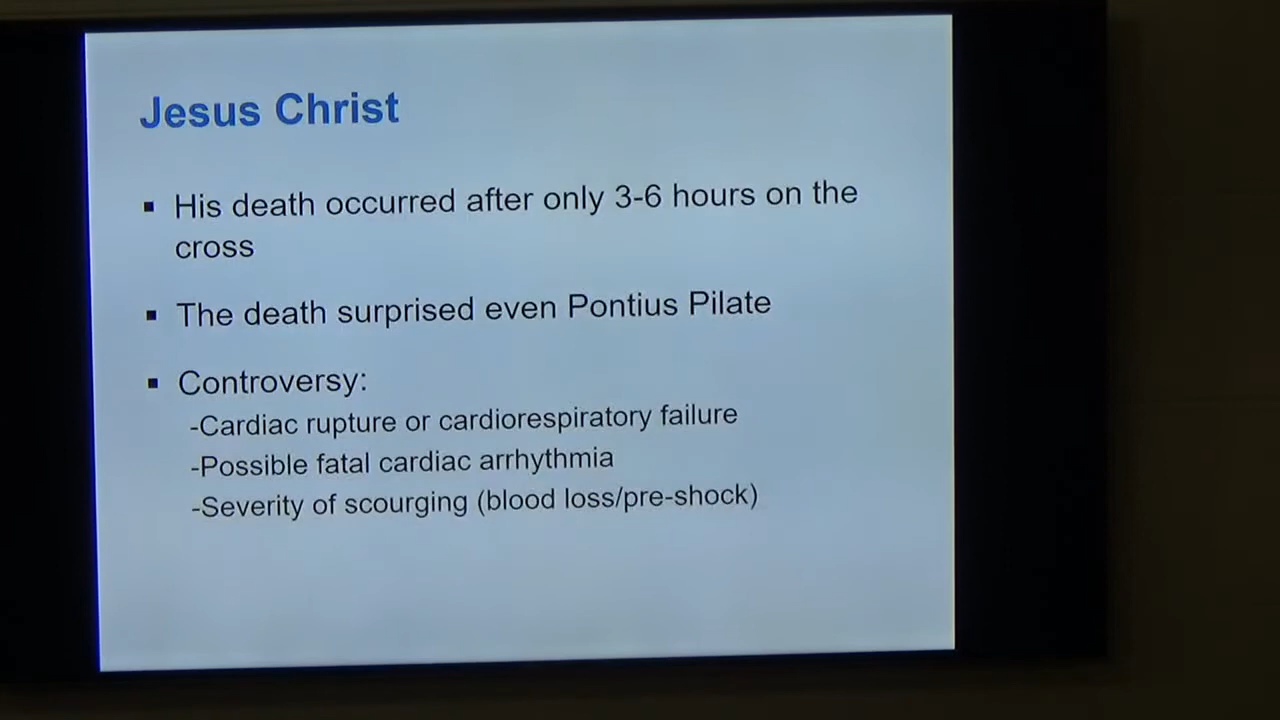 Jesus Christ
▪ His death occurred after only 3-6 hours on the
cross
▪ The death surprised even Pontius Pilate
▪ Controversy:
-Cardiac rupture or cardiorespiratory failure
-Possible fatal cardiac arrhythmia
-Severity of scourging (blood loss/pre-shock)